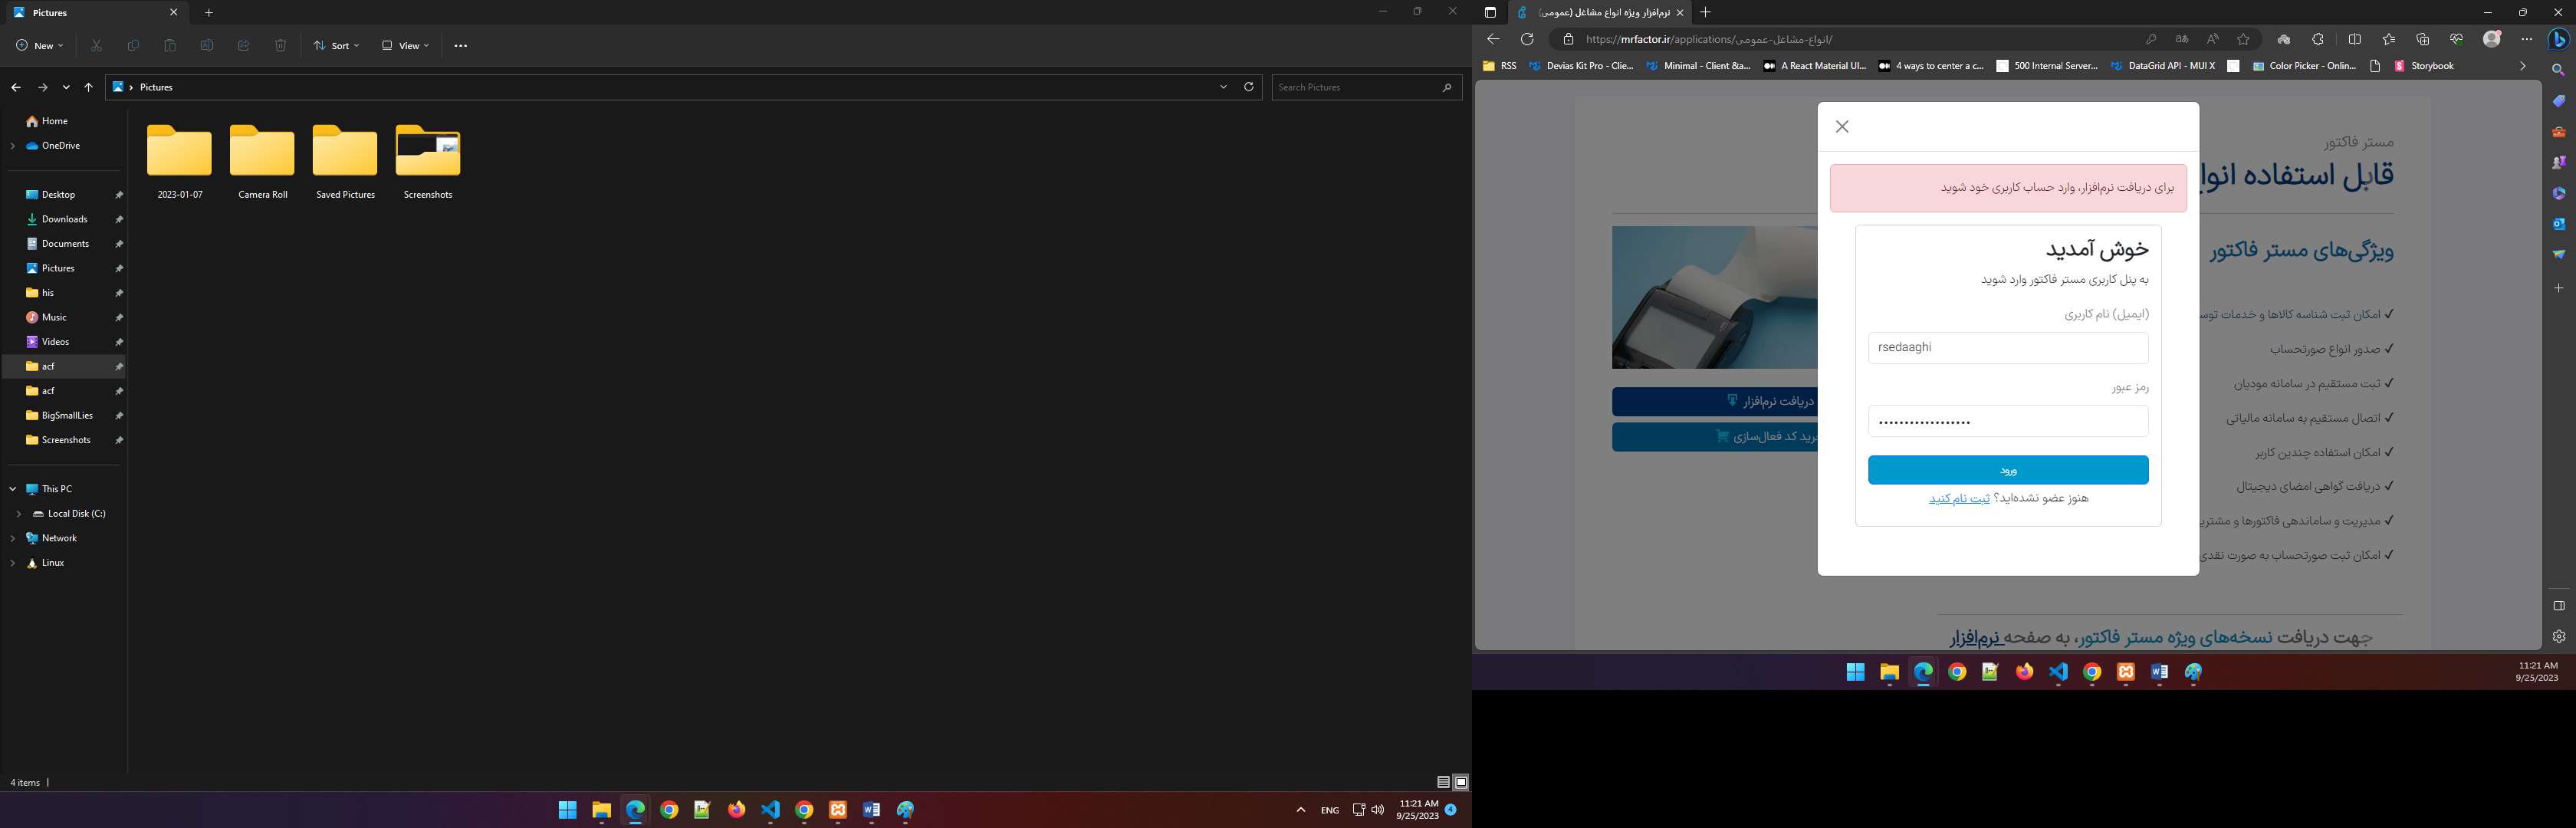 Pictures
New
Sort
View
Pictures
Search Pictures
Home
OneDrive
Desktop
Downloads
Documents
Pictures
his
Music
Videos
acf
acf
BigSmallLies
Screenshots
This PC
Local Disk (C:)
Network
Linux
2023-01-07
Camera Roll
Saved Pictures
Screenshots
4 items
ENG
11:21 AM
9/25/2023
4
نرم‌افزار ویژه انواع مشاغل (عمومی)
https://mrfactor.ir/applications/انواع-مشاغل-عمومی/
RSS
Devias Kit Pro - Clie...
Minimal - Client &a...
A React Material UI...
4 ways to center a c...
500 Internal Server...
DataGrid API - MUI X
Color Picker - Onlin...
Storybook
مستر فاکتور
قابل استفاده انوا
ویژگی‌های مستر فاکتور
✓ امکان ثبت شناسه کالاها و خدمات توس
✓ صدور انواع صورتحساب
✓ ثبت مستقیم در سامانه مودیان
✓ اتصال مستقیم به سامانه مالیاتی
✓ امکان استفاده چندین کاربر
✓ دریافت گواهی امضای دیجیتال
✓ مدیریت و ساماندهی فاکتورها و مشتری
✓ امکان ثبت صورتحساب به صورت نقدی
دریافت نرم‌افزار
خرید کد فعال‌سازی
برای دریافت نرم‌افزار، وارد حساب کاربری خود شوید
خوش آمدید
به پنل کاربری مستر فاکتور وارد شوید
(ایمیل) نام کاربری
rsedaaghi
رمز عبور
ورود
هنوز عضو نشده‌اید؟ ثبت نام کنید
جهت دریافت نسخه‌های ویژه مستر فاکتور، به صفحه نرم‌افزار
11:21 AM
9/25/2023